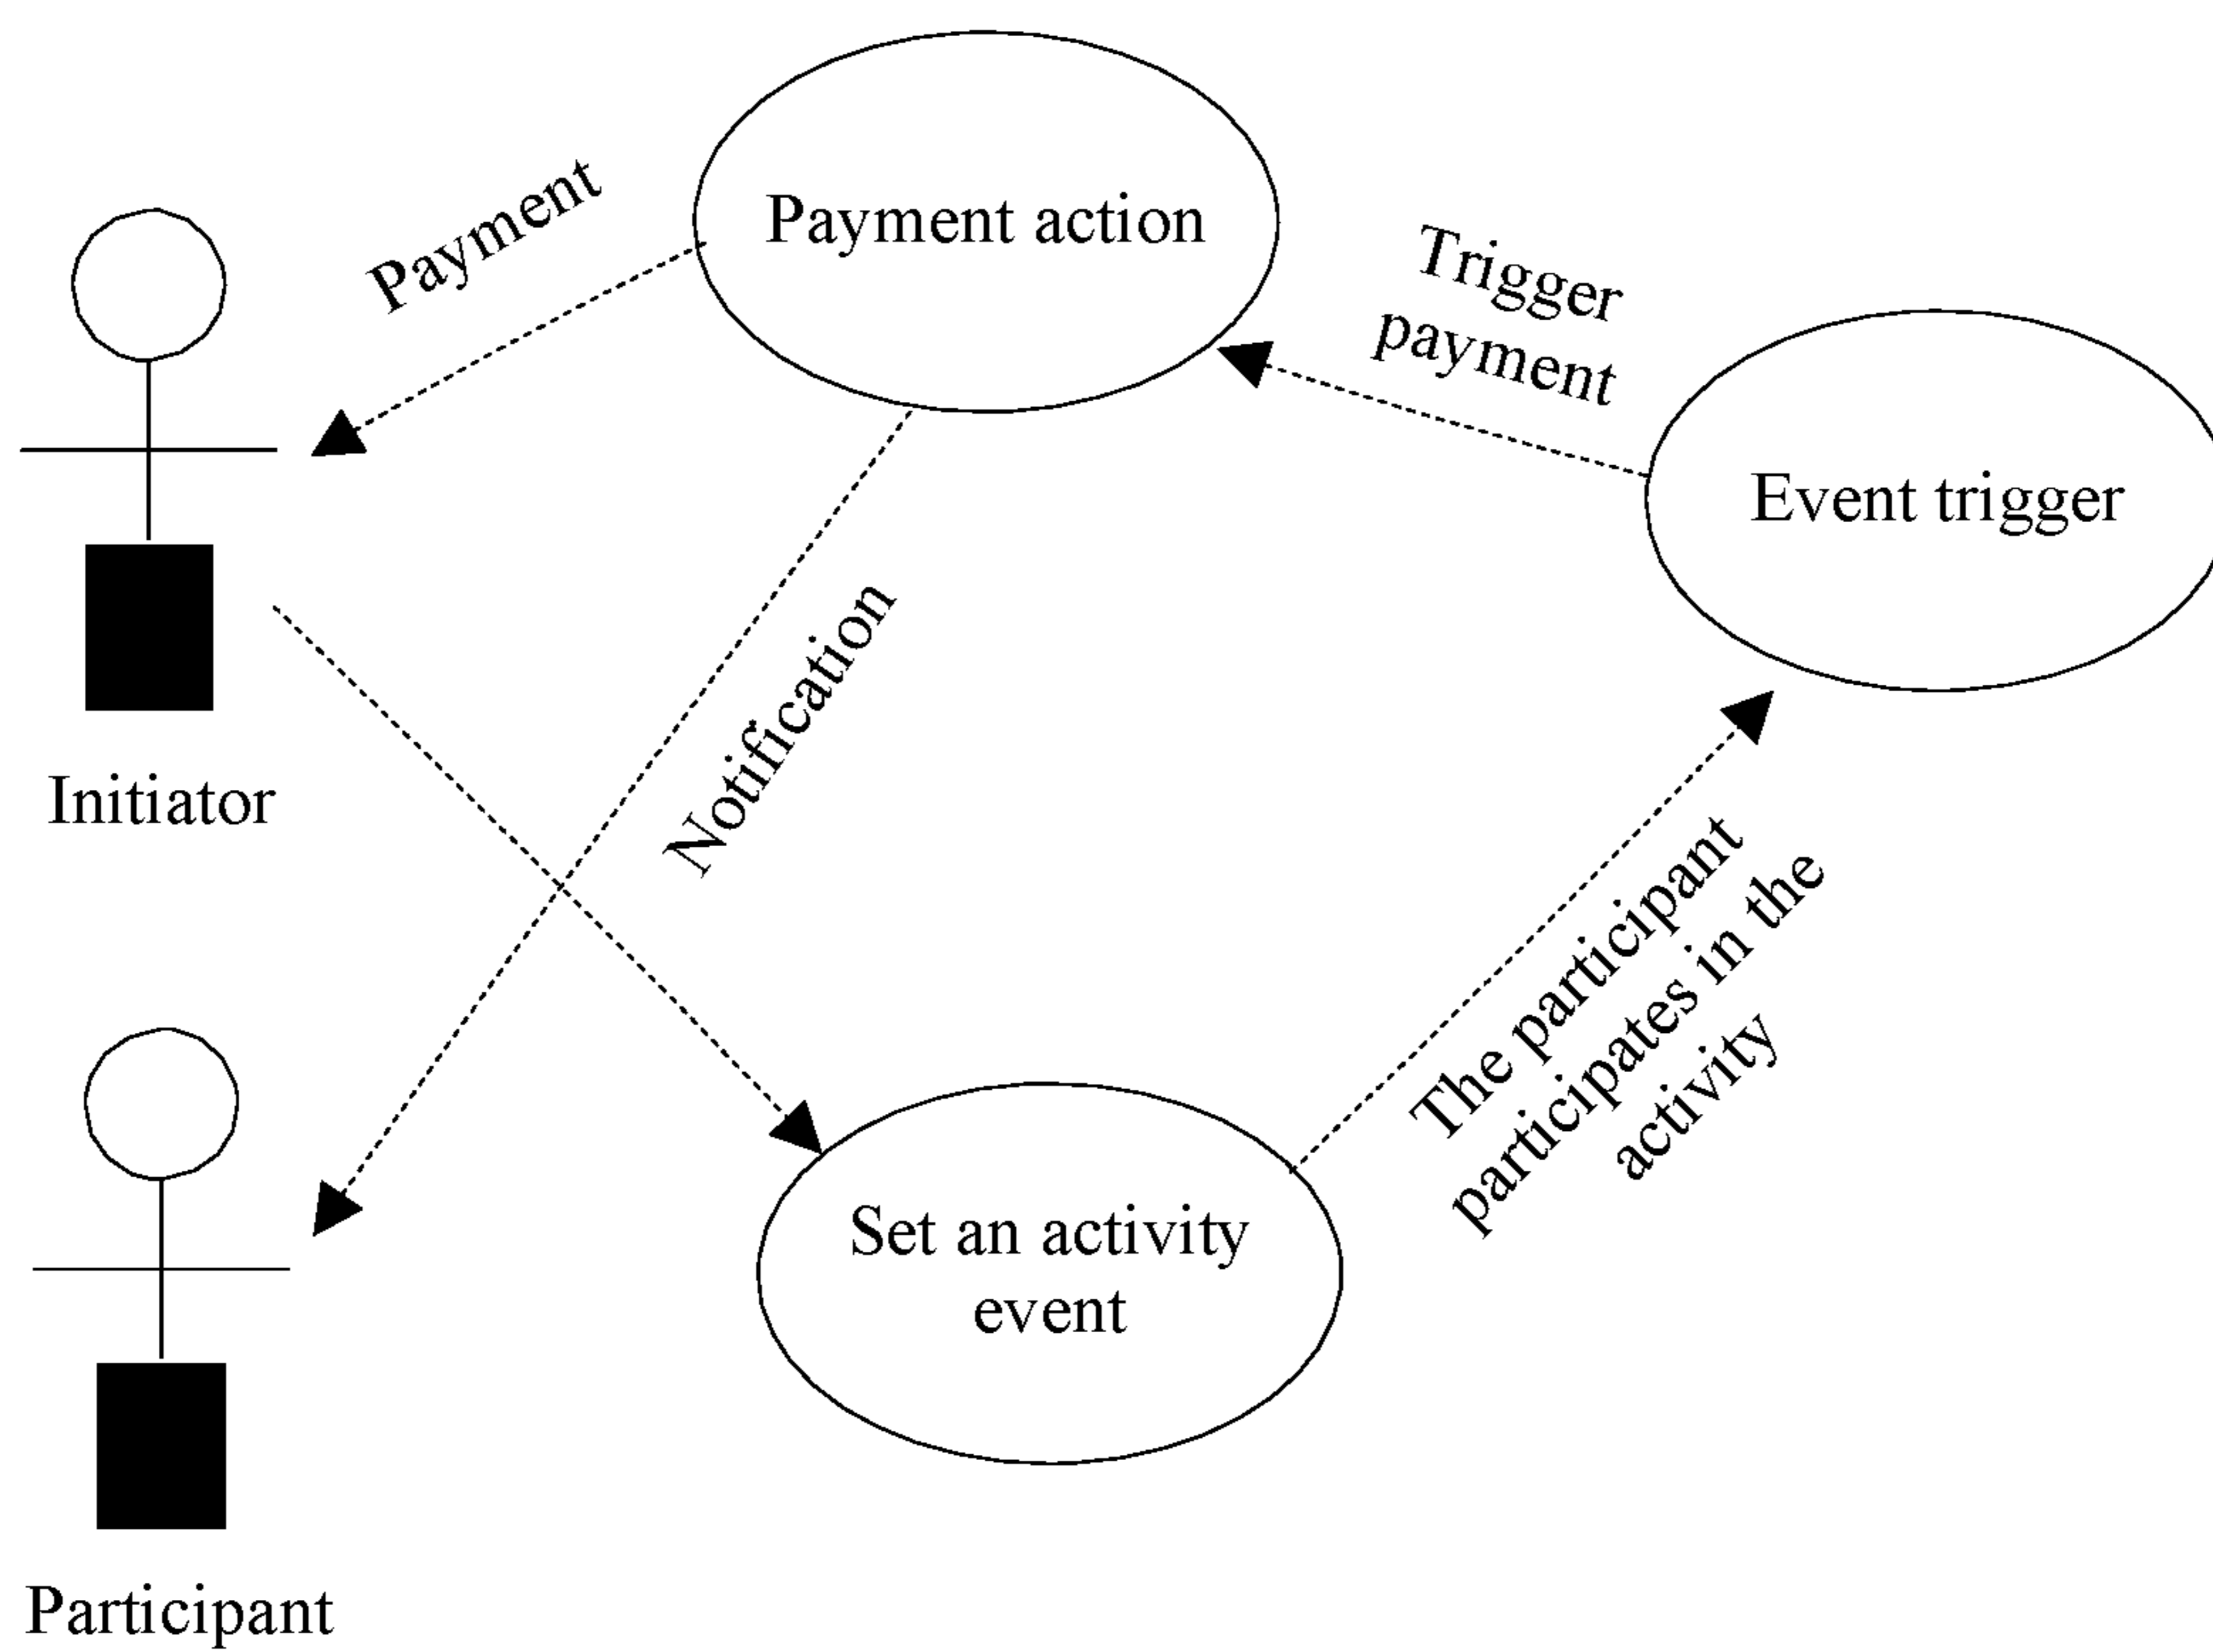 Payment action
Payment
Trigger
payment
Event trigger
Notification
Initiator
The participant
participates in the
activity
Set an activity
event
Participant